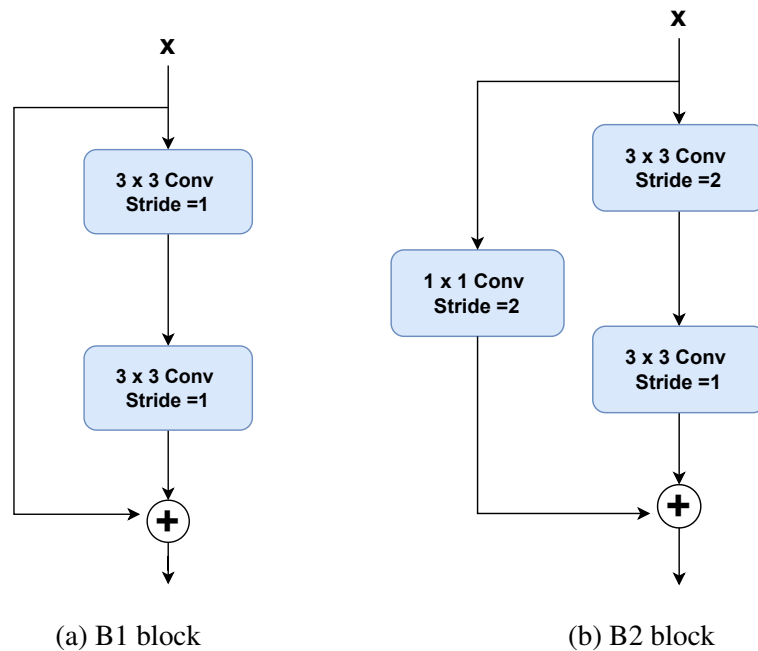 x
3 x 3 Conv
Stride =1
3 x 3 Conv
Stride =1
+
(a) B1 block
x
3 x 3 Conv
Stride =2
1 x 1 Conv
Stride =2
3 x 3 Conv
Stride =1
+
(b) B2 block